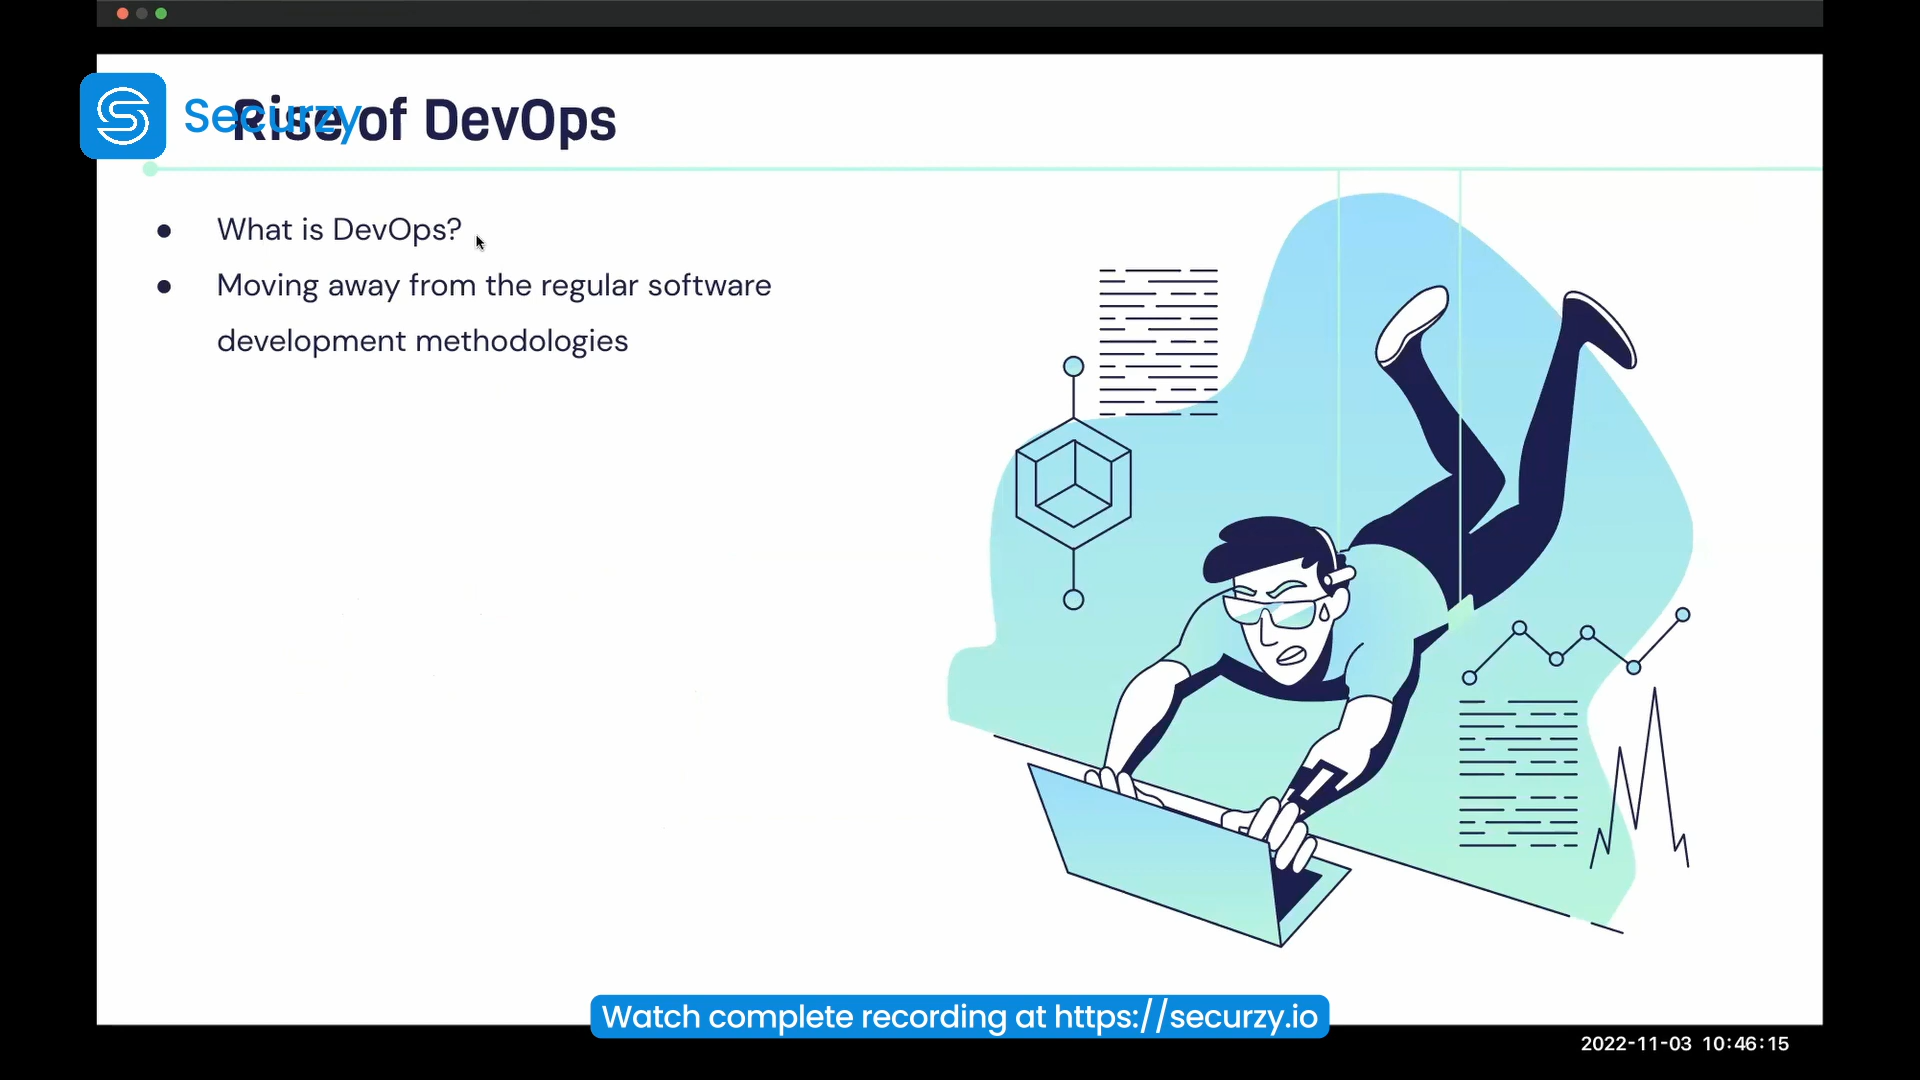 Securzy
Rise of DevOps
● What is DevOps?
● Moving away from the regular software
development methodologies
Watch complete recording at https://securzy.io
2022-11-03 10:46:15